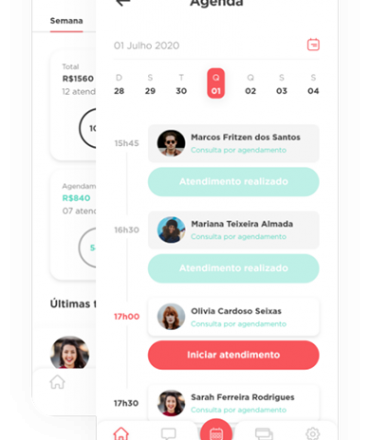 Agenda
Semana
01 Julho 2020
Total
R$1560
12 atend
10
D S T Q Q S S
28 29 30 01 02 03 04
15h45
Marcos Fritzen dos Santos
Consulta por agendamento
Atendimento realizado
Agendam
R$840
07 atend
16h30
Mariana Teixeira Almada
Consulta por agendamento
Atendimento realizado
Últimas
17h00
Olivia Cardoso Seixas
Consulta por agendamento
Iniciar atendimento
17h30
Sarah Ferreira Rodrigues
Consulta por agendamento